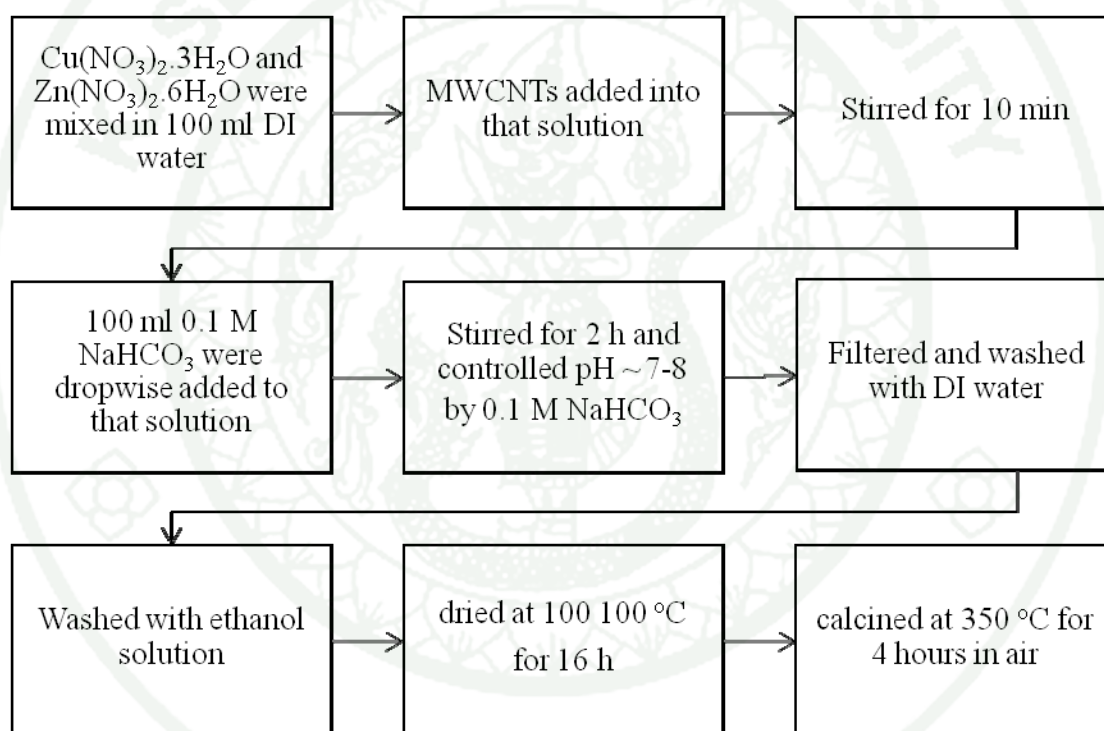 Cu(NO₃)₂.3H₂O and
Zn(NO₃)₂.6H₂O were
mixed in 100 ml DI
water
MWCNTs added into
that solution
Stirred for 10 min
100 ml 0.1 M
NaHCO₃ were
dropwise added to
that solution
Stirred for 2 h and
controlled pH ~7-8
by 0.1 M NaHCO₃
Filtered and washed
with DI water
Washed with ethanol
solution
dried at 100 100 °C
for 16 h
calcined at 350 °C for
4 hours in air